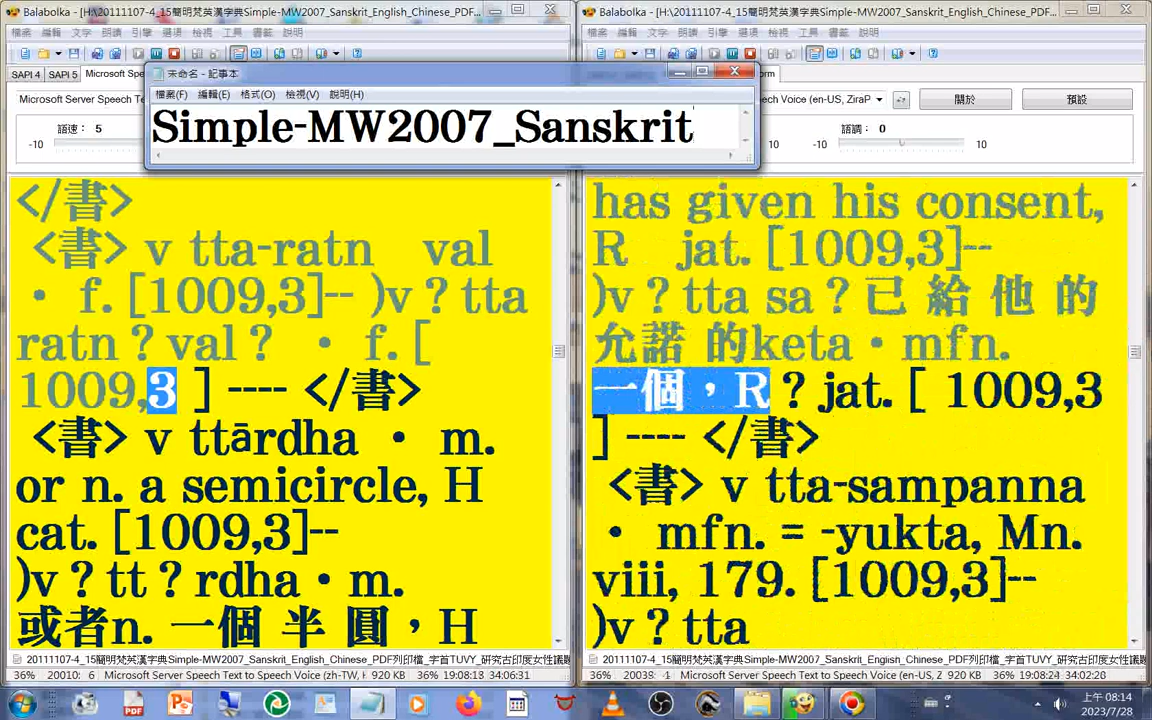 Balabolka - [H:\20111107-4_15簡明梵英漢字典Simple-MW2007_Sanskrit_English_Chinese_PDF...
檔案 編輯 文字 朗讀 引擎 選項 檢視 工具 書籤 說明
SAPI 4 SAPI 5 Microsoft Sp
Microsoft Server Speech Text
語速： 5
-10
未命名 - 記事本
檔案(F) 編輯(E) 格式(O) 檢視(V) 說明(H)
Simple-MW2007_Sanskrit
</書>
<書> v tta-ratn val
• f. [1009,3]--)v？tta
ratn？val？ • f. [
1009,3 ] ---- </書>
<書> v ttārdha • m.
or n. a semicircle, H
cat. [1009,3]--
)v？tt？rdha•m.
或者n. 一個 半 圓，H
20111107-4_15簡明梵英漢字典Simple-MW2007_Sanskrit_English_Chinese_PDF列印檔_字首TUVY_研究古印度女性議題
36% 20010: 6 Microsoft Server Speech Text to Speech Voice (zh-TW, H 920 KB 36% 19:08:18 34:06:31
Balabolka - [H:\20111107-4_15簡明梵英漢字典Simple-MW2007_Sanskrit_English_Chinese_PDF...
檔案 編輯 文字 朗讀 引擎 選項 檢視 工具 書籤 說明
orm
ech Voice (en-US, ZiraP 關於 預設
語調： 0
10 -10 10
has given his consent,
R jat. [1009,3]--
)v？tta sa？已 給 他 的
允諾 的keta•mfn.
一個，R？jat. [ 1009,3
] ---- </書>
<書> v tta-sampanna
• mfn. = -yukta, Mn.
viii, 179. [1009,3]--
)v？tta
20111107-4_15簡明梵英漢字典Simple-MW2007_Sanskrit_English_Chinese_PDF列印檔_字首TUVY_研究古印度女性議題
36% 20038: -1 Microsoft Server Speech Text to Speech Voice (en-US, 920 KB 36% 19:08:24 34:02:28
上午 08:14
2023/7/28